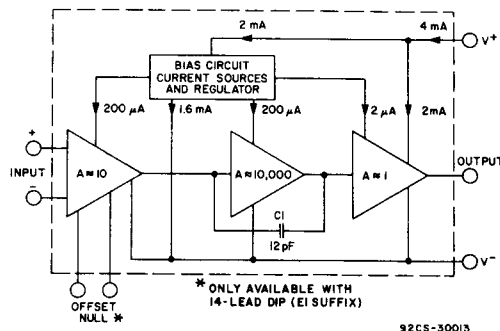 2 mA
4 mA
V+
BIAS CIRCUIT
CURRENT SOURCES
AND REGULATOR
200 μA
1.6mA
200 μA
2 μA
2mA
+
INPUT
−
A≈10
A≈10,000
A≈1
OUTPUT
C1
12pF
V−
OFFSET
NULL *
* ONLY AVAILABLE WITH
14-LEAD DIP (E1 SUFFIX)
92CS-30013